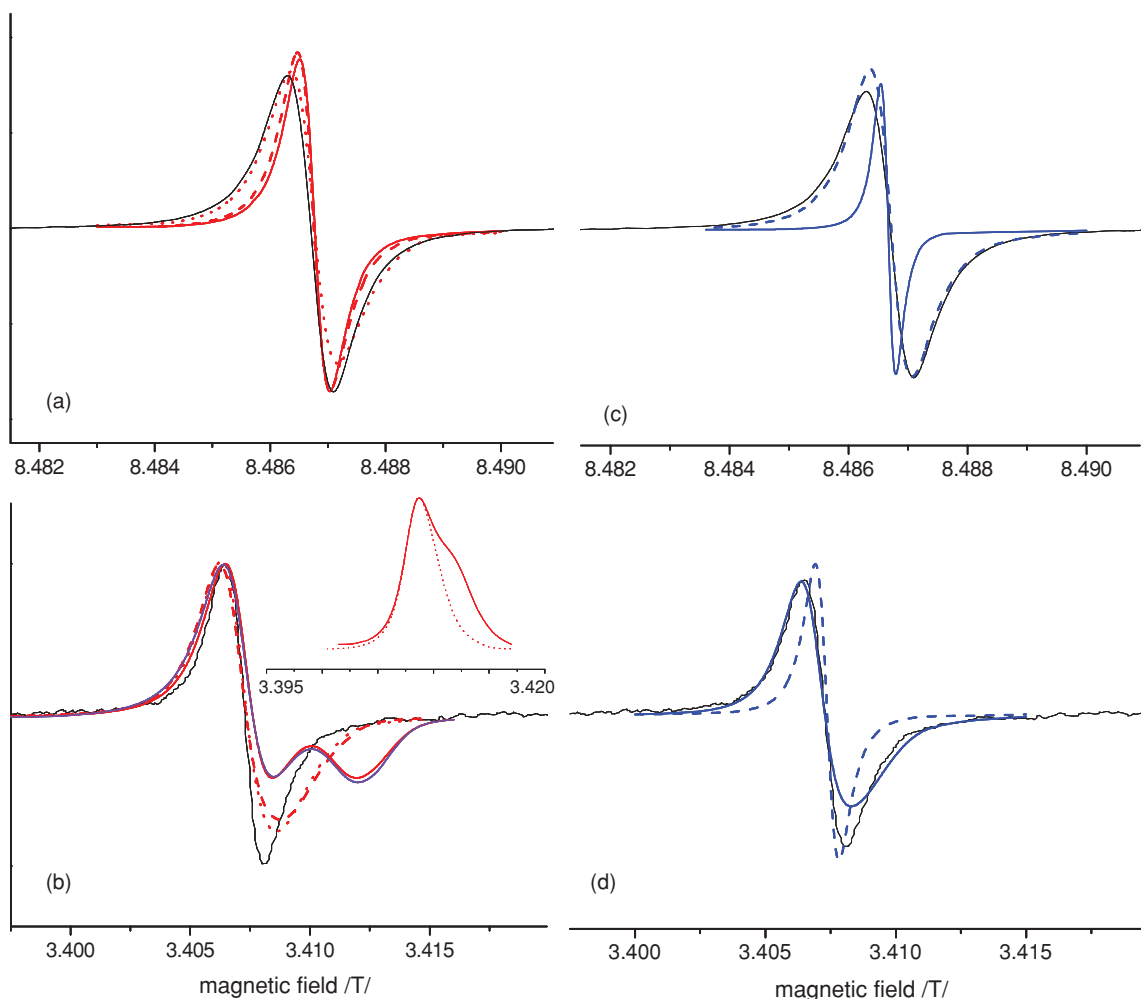 (a)
8.482 8.484 8.486 8.488 8.490
(c)
8.482 8.484 8.486 8.488 8.490
3.395 3.420
(b)
3.400 3.405 3.410 3.415
magnetic field /T/
(d)
3.400 3.405 3.410 3.415
magnetic field /T/